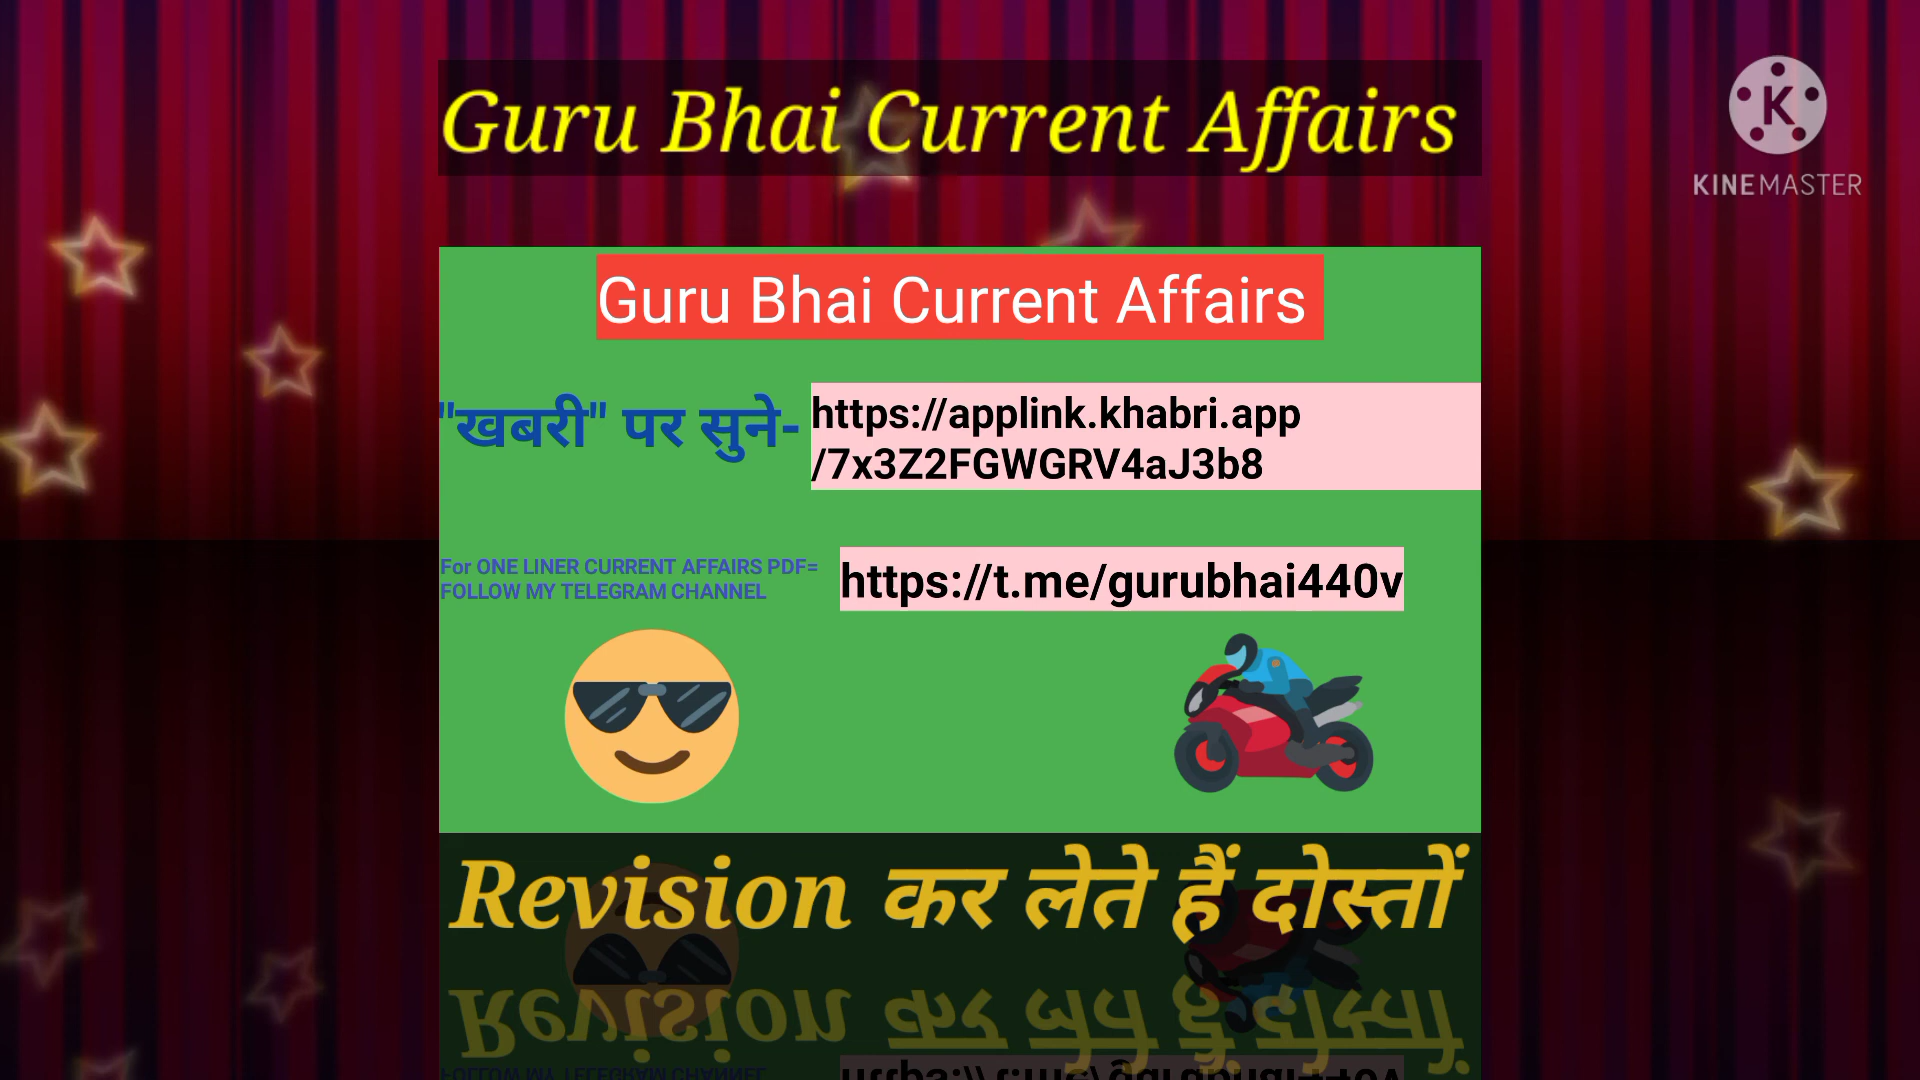 Guru Bhai Current Affairs
KINEMASTER
Guru Bhai Current Affairs
"खबरी" पर सुने-
https://applink.khabri.app
/7x3Z2FGWGRV4aJ3b8
For ONE LINER CURRENT AFFAIRS PDF=
FOLLOW MY TELEGRAM CHANNEL
https://t.me/gurubhai440v
Revision कर लेते हैं दोस्तों